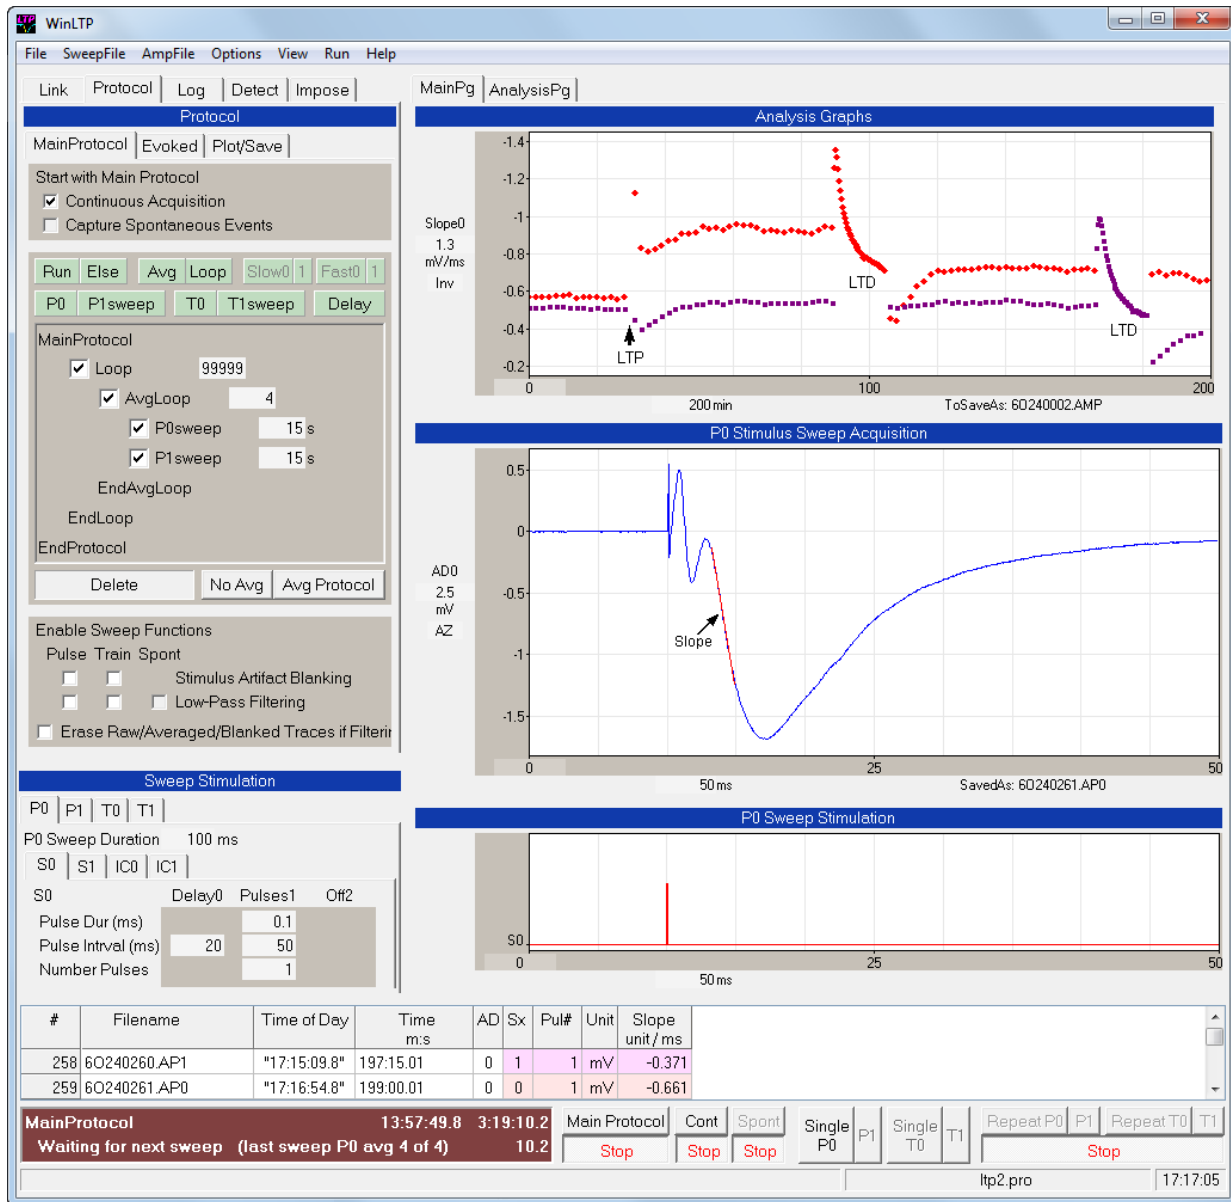 WinLTP
File SweepFile AmpFile Options View Run Help
Link Protocol Log Detect Impose
Protocol
MainProtocol Evoked Plot/Save
Start with Main Protocol
Continuous Acquisition
Capture Spontaneous Events
Run Else Avg Loop Slow0 1 Fast0 1
P0 P1sweep T0 T1sweep Delay
MainProtocol
Loop 99999
AvgLoop 4
P0sweep 15 s
P1sweep 15 s
EndAvgLoop
EndLoop
EndProtocol
Delete No Avg Avg Protocol
Enable Sweep Functions
Pulse Train Spont
Stimulus Artifact Blanking
Low-Pass Filtering
Erase Raw/Averaged/Blanked Traces if Filterin
Sweep Stimulation
P0 P1 T0 T1
P0 Sweep Duration 100 ms
S0 S1 IC0 IC1
S0 Delay0 Pulses1 Off2
Pulse Dur (ms) 0.1
Pulse Intrval (ms) 20 50
Number Pulses 1
MainPg AnalysisPg
Analysis Graphs
-1.4
-1.2
-1
-0.8
-0.6
-0.4
-0.2
Slope0
1.3
mV/ms
Inv
LTP
LTD
LTD
0 100 200
200 min ToSaveAs: 6O240002.AMP
P0 Stimulus Sweep Acquisition
0.5
0
-0.5
-1
-1.5
AD0
2.5
mV
AZ
Slope
0 25 50
50 ms SavedAs: 6O240261.AP0
P0 Sweep Stimulation
S0
0 25 50
50 ms
# Filename Time of Day Time m:s AD Sx Pul# Unit Slope unit / ms
258 6O240260.AP1 "17:15:09.8" 197:15.01 0 1 1 mV -0.371
259 6O240261.AP0 "17:16:54.8" 199:00.01 0 0 1 mV -0.661
MainProtocol 13:57:49.8 3:19:10.2
Waiting for next sweep (last sweep P0 avg 4 of 4) 10.2
Main Protocol Cont Spont Single P0 P1 Single T0 T1 Repeat P0 P1 Repeat T0 T1
Stop Stop Stop Stop
ltp2.pro 17:17:05